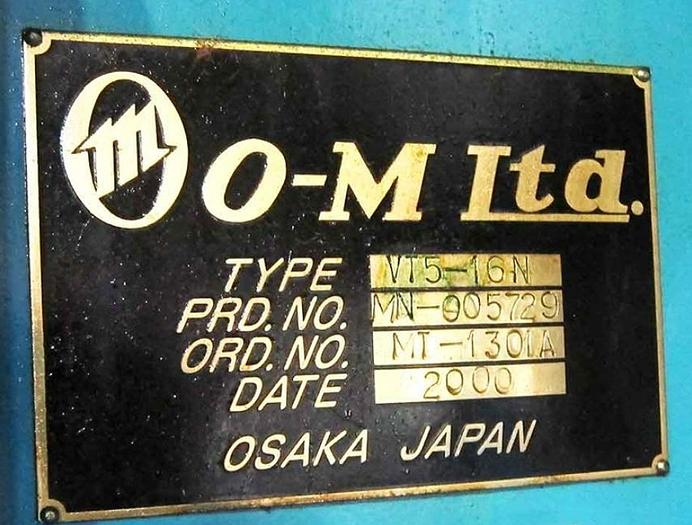 m O-M Ltd.
TYPE VT5-16N
PRD. NO. MN-005729
ORD. NO. MT-1301A
DATE 2000
OSAKA JAPAN